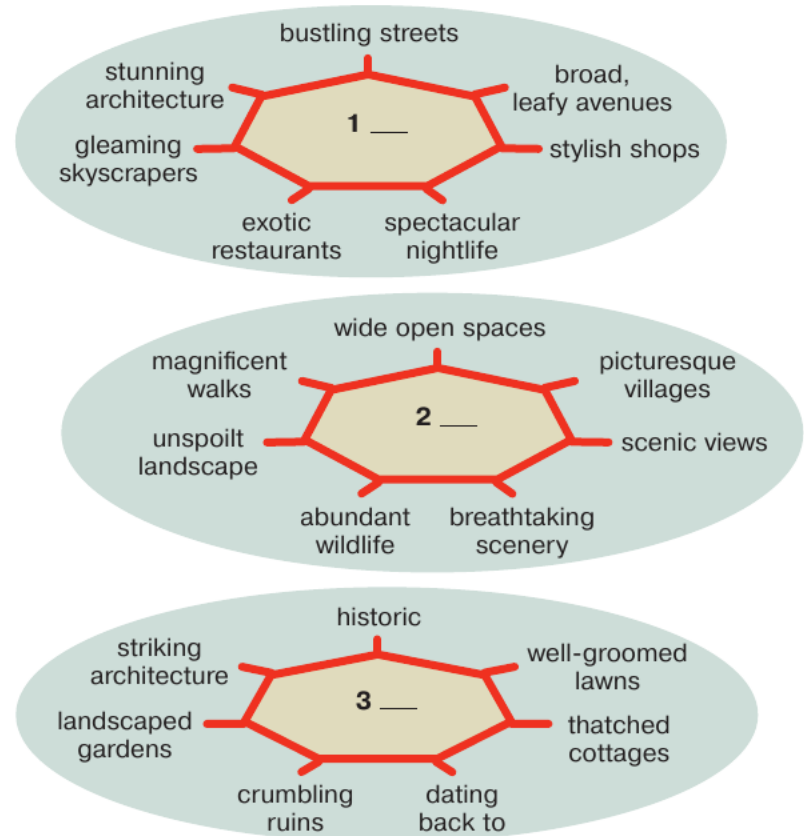 bustling streets
stunning
architecture
broad,
leafy avenues
1 ___
gleaming
skyscrapers
stylish shops
exotic
restaurants
spectacular
nightlife
wide open spaces
magnificent
walks
picturesque
villages
2 ___
unspoilt
landscape
scenic views
abundant
wildlife
breathtaking
scenery
historic
striking
architecture
well-groomed
lawns
3 ___
landscaped
gardens
thatched
cottages
crumbling
ruins
dating
back to